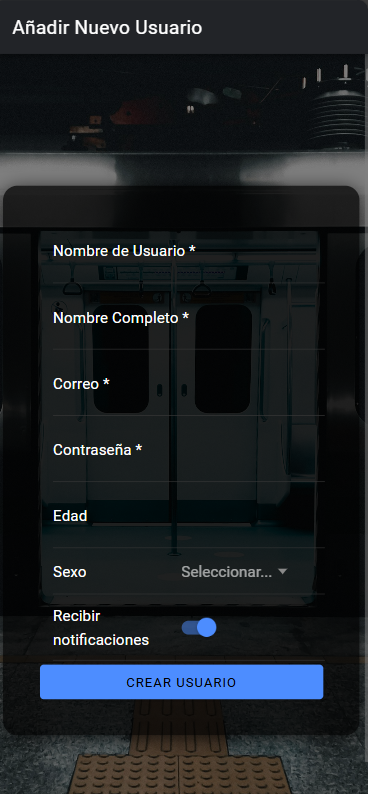 Añadir Nuevo Usuario
Nombre de Usuario *
Nombre Completo *
Correo *
Contraseña *
Edad
Sexo Seleccionar...
Recibir
notificaciones
CREAR USUARIO